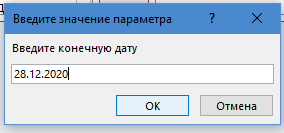 Введите значение параметра
Введите конечную дату
28.12.2020
ОК
Отмена